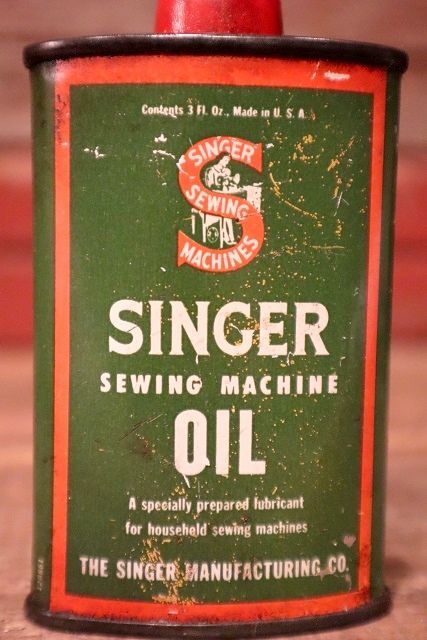 Contents 3 Fl. Oz., Made in U. S. A.
SINGER
SEWING
MACHINES
SINGER
SEWING MACHINE
OIL
A specially prepared lubricant
for household sewing machines
THE SINGER MANUFACTURING CO.